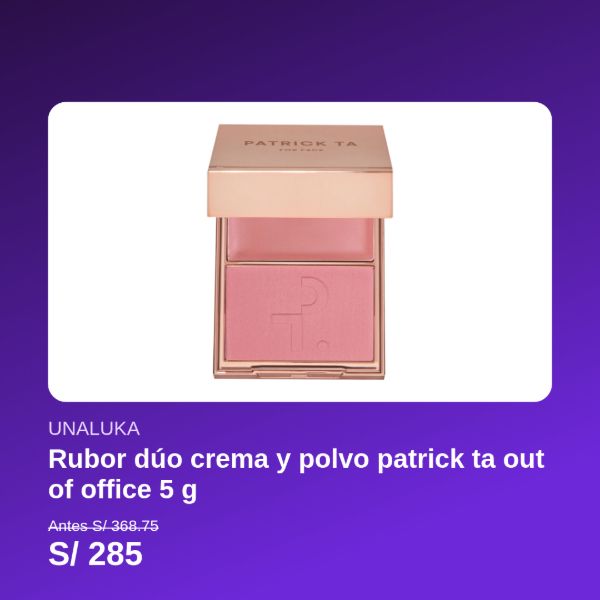 PATRICK TA
UNALUKA
Rubor dúo crema y polvo patrick ta out
of office 5 g
Antes S/ 368.75
S/ 285